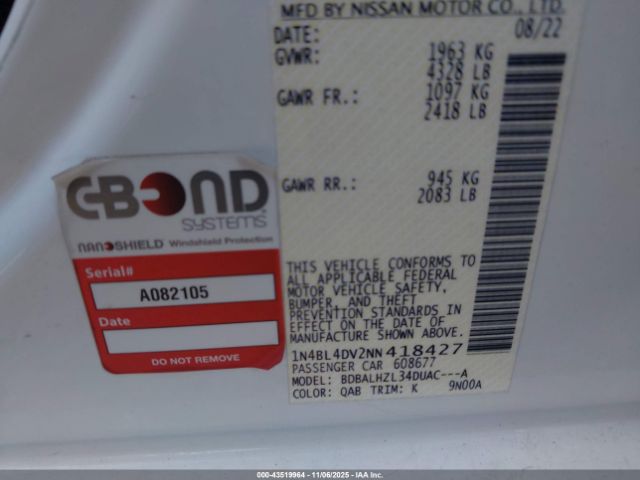 MFD BY NISSAN MOTOR CO., LTD.
DATE: 08/22
GVWR: 1963 KG
4328 LB
GAWR FR.: 1097 KG
2418 LB
GAWR RR.: 945 KG
2083 LB
THIS VEHICLE CONFORMS TO
ALL APPLICABLE FEDERAL
MOTOR VEHICLE SAFETY,
BUMPER, AND THEFT
PREVENTION STANDARDS IN
EFFECT ON THE DATE OF
MANUFACTURE SHOWN ABOVE.
1N4BL4DV2NN418427
PASSENGER CAR 608677
MODEL: BDBALHZL34DUAC---A
COLOR: QAB TRIM: K 9N00A
C-BOND
SYSTEMS
NANOSHIELD Windshield Protection
Serial#
A082105
Date
DO NOT REMOVE
000-43519964 - 11/06/2025 - IAA, Inc.